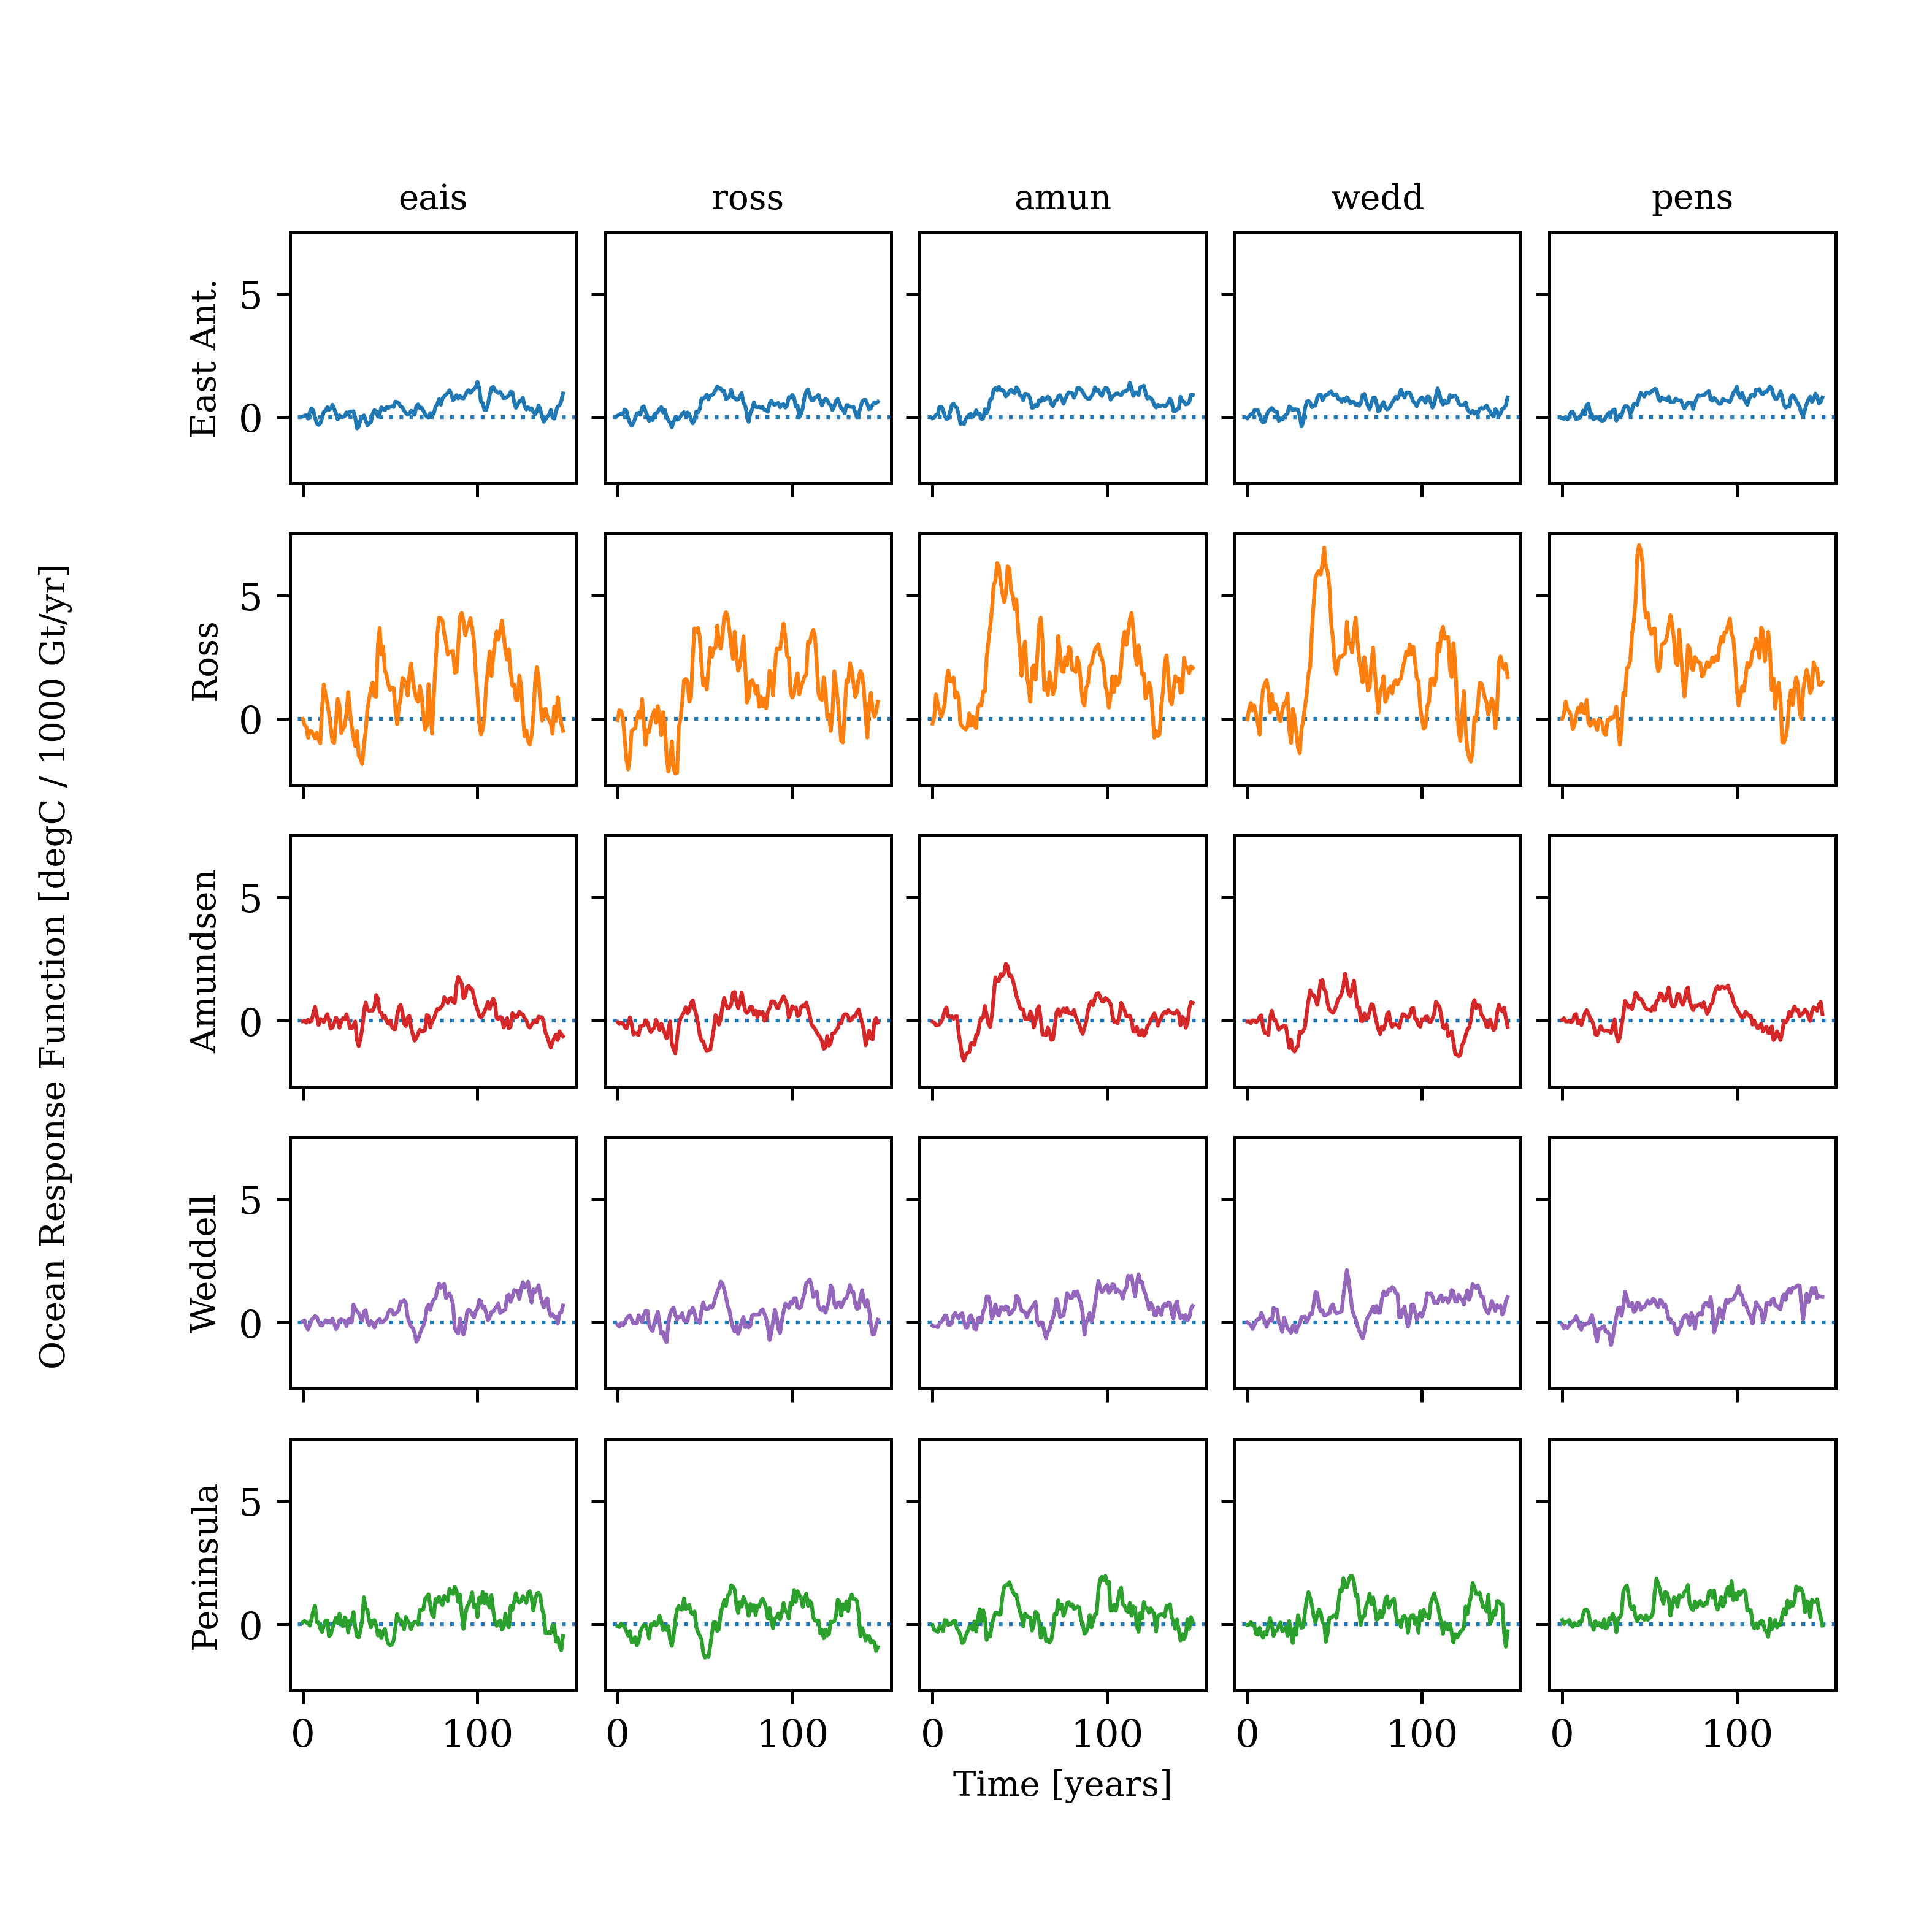 eais ross amun wedd pens
East Ant.
5
0
Ross
5
0
Amundsen
5
0
Weddell
5
0
Peninsula
5
0
0 100 0 100 0 100 0 100 0 100
Time [years]
Ocean Response Function [degC / 1000 Gt/yr]